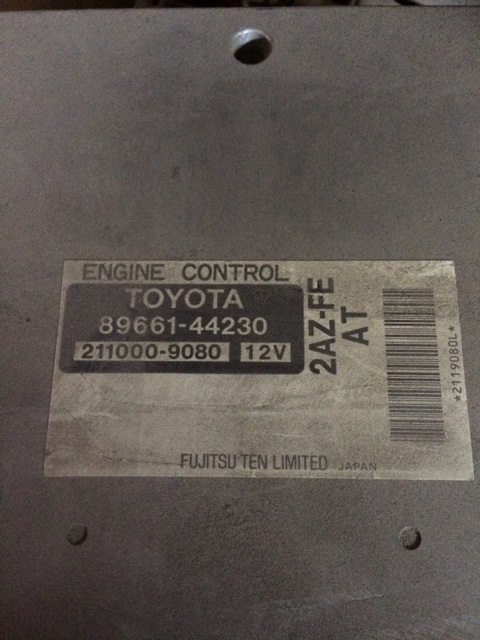 ENGINE CONTROL
TOYOTA
89661-44230
211000-9080 12V
2AZ-FE
AT
*2119080L*
FUJITSU TEN LIMITED JAPAN